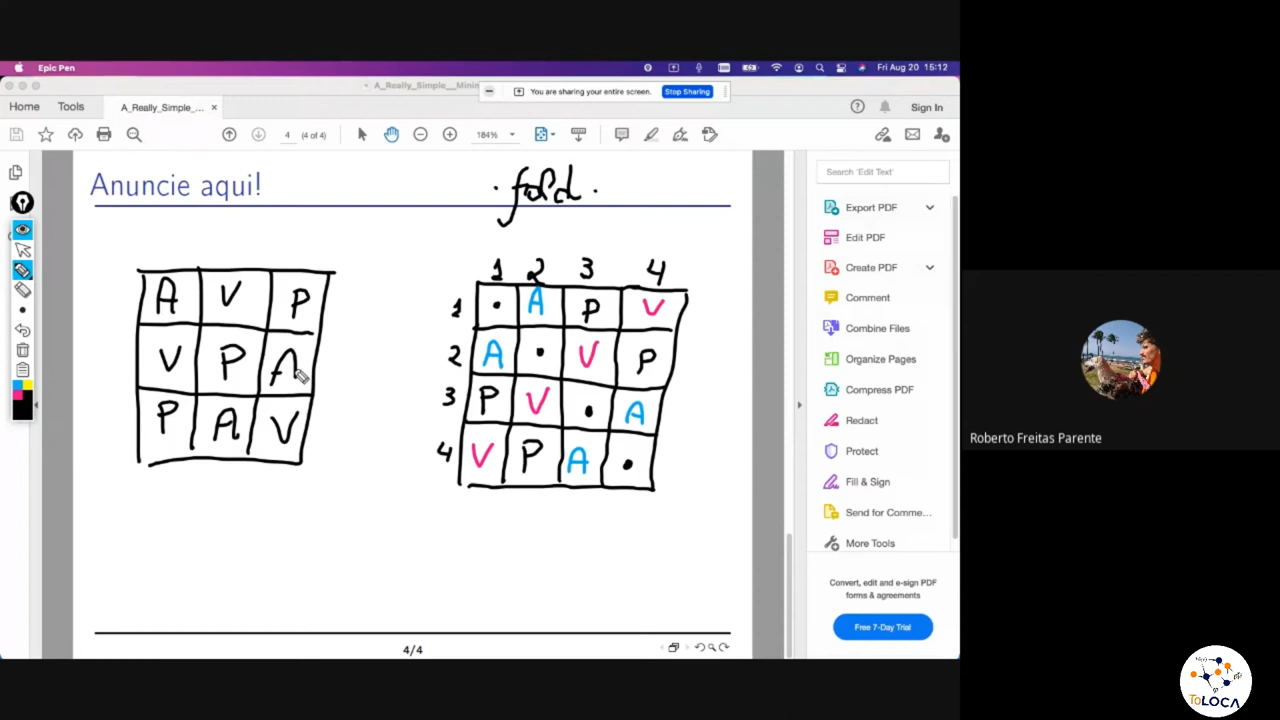 Epic Pen
Fri Aug 20 15:12
A_Really_Simple__Minin
You are sharing your entire screen.
Stop Sharing
Home
Tools
A_Really_Simple_...
Sign In
4
(4 of 4)
184%
Anuncie aqui!
· fold ·
A V P
V P A
P A V
1 2 3 4
1 • A P V
2 A • V P
3 P V • A
4 V P A •
4/4
Search 'Edit Text'
Export PDF
Edit PDF
Create PDF
Comment
Combine Files
Organize Pages
Compress PDF
Redact
Protect
Fill & Sign
Send for Comme...
More Tools
Convert, edit and e-sign PDF
forms & agreements
Free 7-Day Trial
Roberto Freitas Parente
ToLOCA